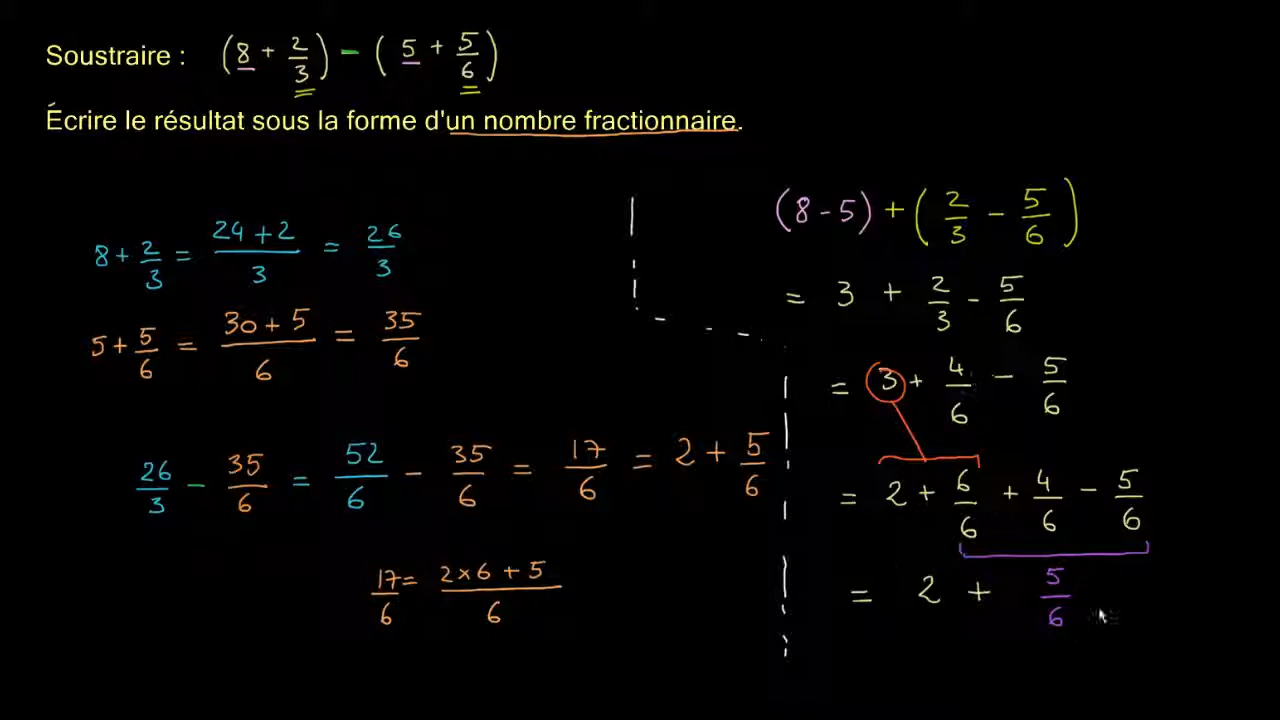 Soustraire : (8 + 2/3) - (5 + 5/6)
Écrire le résultat sous la forme d'un nombre fractionnaire.
8 + 2/3 = (24 + 2)/3 = 26/3
5 + 5/6 = (30 + 5)/6 = 35/6
26/3 - 35/6 = 52/6 - 35/6 = 17/6 = 2 + 5/6
17/6 = (2 × 6 + 5)/6
(8 - 5) + (2/3 - 5/6)
= 3 + 2/3 - 5/6
= 3 + 4/6 - 5/6
= 2 + 6/6 + 4/6 - 5/6
= 2 + 5/6